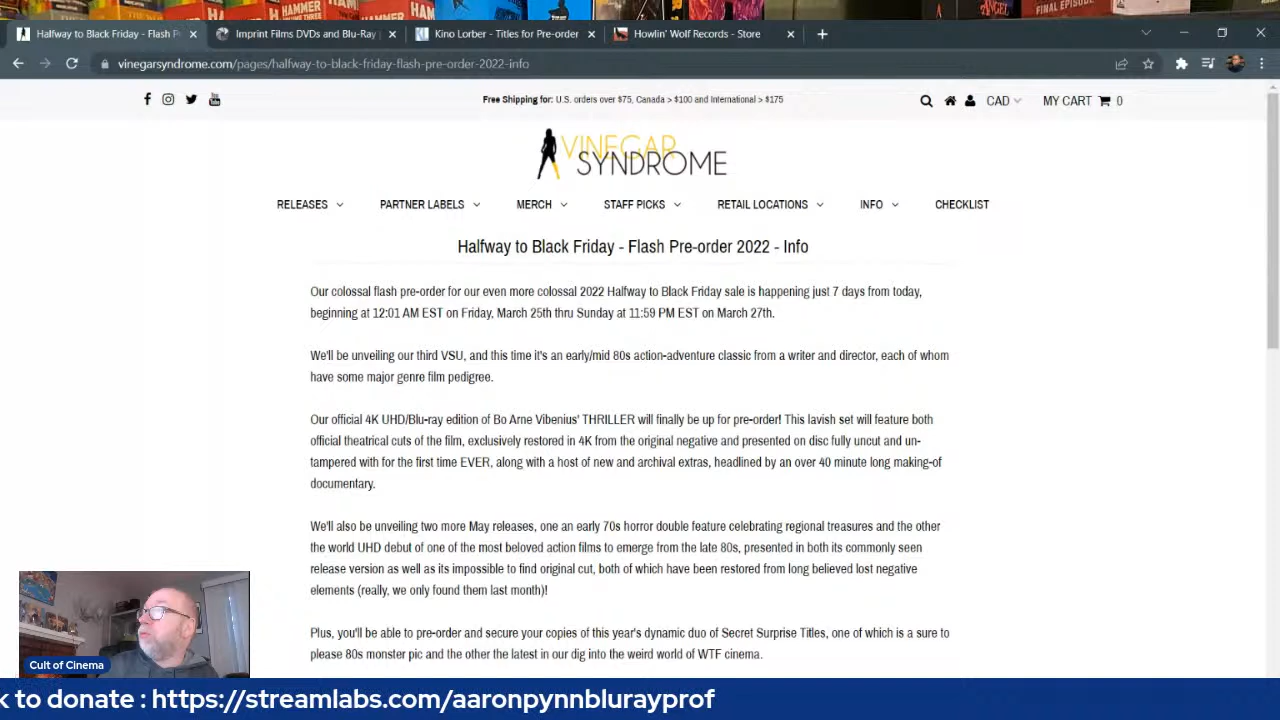 HAMMER
HAMMER
HAMMER
ANGEL
FINAL EPISODE
Halfway to Black Friday - Flash P
Imprint Films DVDs and Blu-Ray
Kino Lorber - Titles for Pre-order
Howlin' Wolf Records - Store
vinegarsyndrome.com/pages/halfway-to-black-friday-flash-pre-order-2022-info
Free Shipping for: U.S. orders over $75, Canada > $100 and International > $175
CAD
MY CART 0
VINEGAR
SYNDROME
RELEASES PARTNER LABELS MERCH STAFF PICKS RETAIL LOCATIONS INFO CHECKLIST
Halfway to Black Friday - Flash Pre-order 2022 - Info
Our colossal flash pre-order for our even more colossal 2022 Halfway to Black Friday sale is happening just 7 days from today,
beginning at 12:01 AM EST on Friday, March 25th thru Sunday at 11:59 PM EST on March 27th.
We'll be unveiling our third VSU, and this time it's an early/mid 80s action-adventure classic from a writer and director, each of whom
have some major genre film pedigree.
Our official 4K UHD/Blu-ray edition of Bo Arne Vibenius' THRILLER will finally be up for pre-order! This lavish set will feature both
official theatrical cuts of the film, exclusively restored in 4K from the original negative and presented on disc fully uncut and un-
tampered with for the first time EVER, along with a host of new and archival extras, headlined by an over 40 minute long making-of
documentary.
We'll also be unveiling two more May releases, one an early 70s horror double feature celebrating regional treasures and the other
the world UHD debut of one of the most beloved action films to emerge from the late 80s, presented in both its commonly seen
release version as well as its impossible to find original cut, both of which have been restored from long believed lost negative
elements (really, we only found them last month)!
Plus, you'll be able to pre-order and secure your copies of this year's dynamic duo of Secret Surprise Titles, one of which is a sure to
please 80s monster pic and the other the latest in our dig into the weird world of WTF cinema.
Cult of Cinema
k to donate : https://streamlabs.com/aaronpynnblurayprof